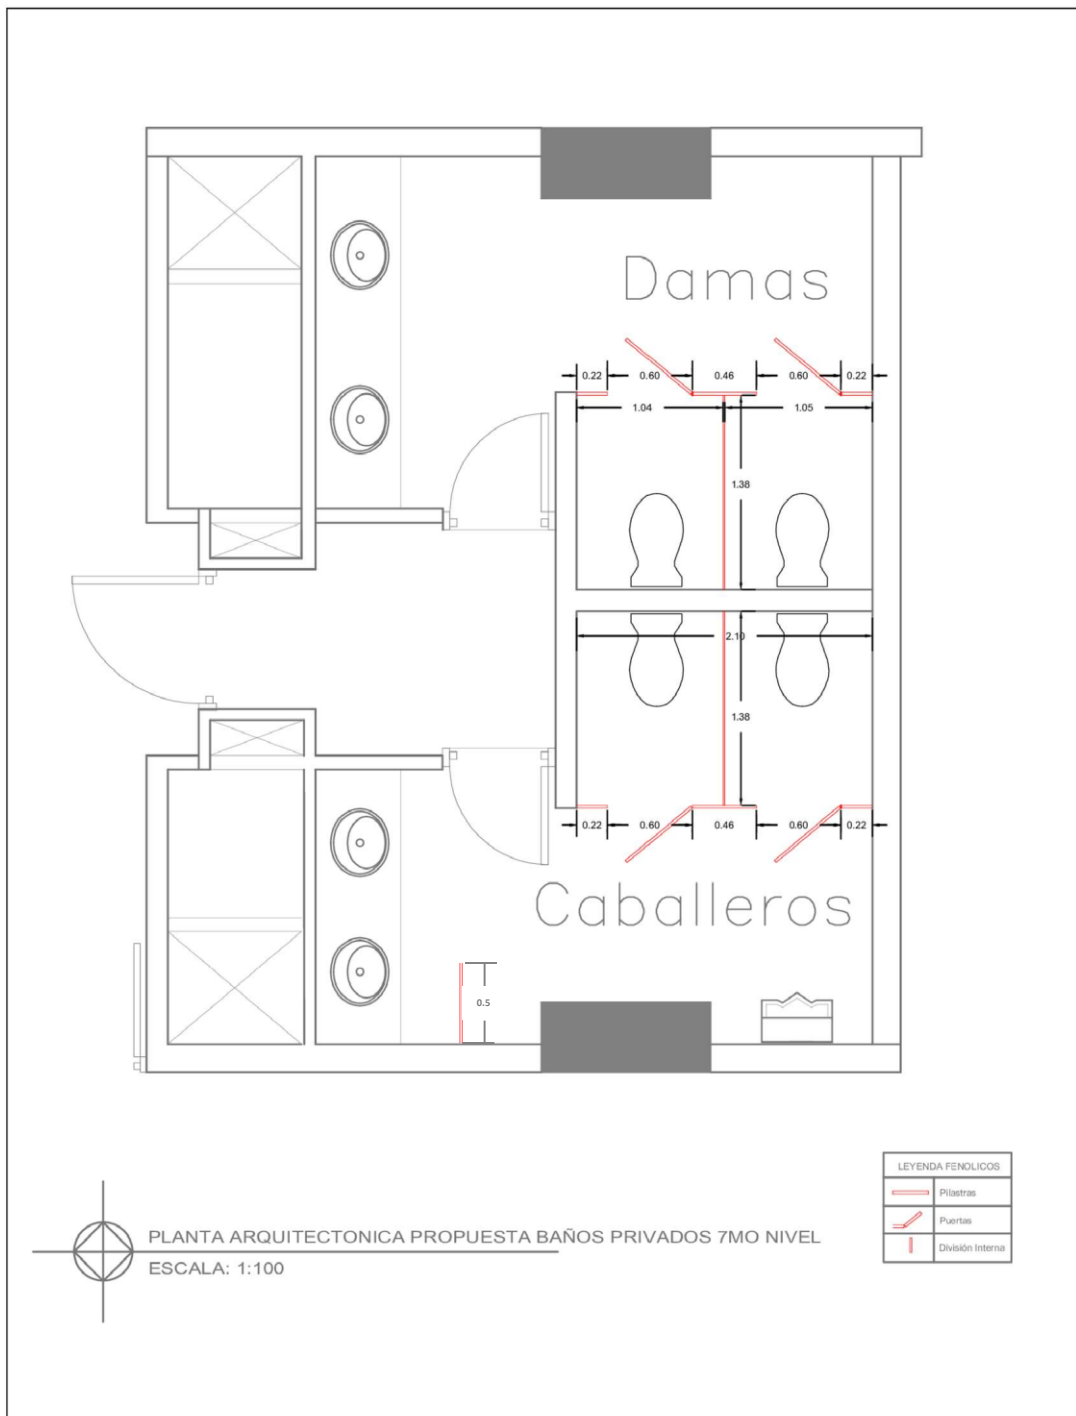 Damas
0.22 0.60 0.46 0.60 0.22
1.04 1.05
1.38
2.10
1.38
0.22 0.60 0.46 0.60 0.22
Caballeros
0.5
LEYENDA FENOLICOS
Pilastras
Puertas
División Interna
PLANTA ARQUITECTONICA PROPUESTA BAÑOS PRIVADOS 7MO NIVEL
ESCALA: 1:100